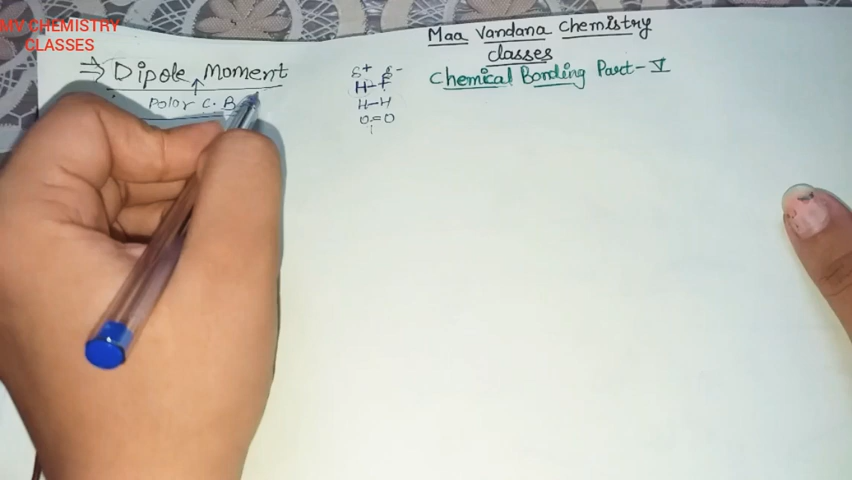 MY CHEMISTRY
CLASSES
Maa Vandana Chemistry
classes
Chemical Bonding Part-V
⇒ Dipole Moment
↑
Polar C.B
δ+ δ-
H-F
H-H
O=O